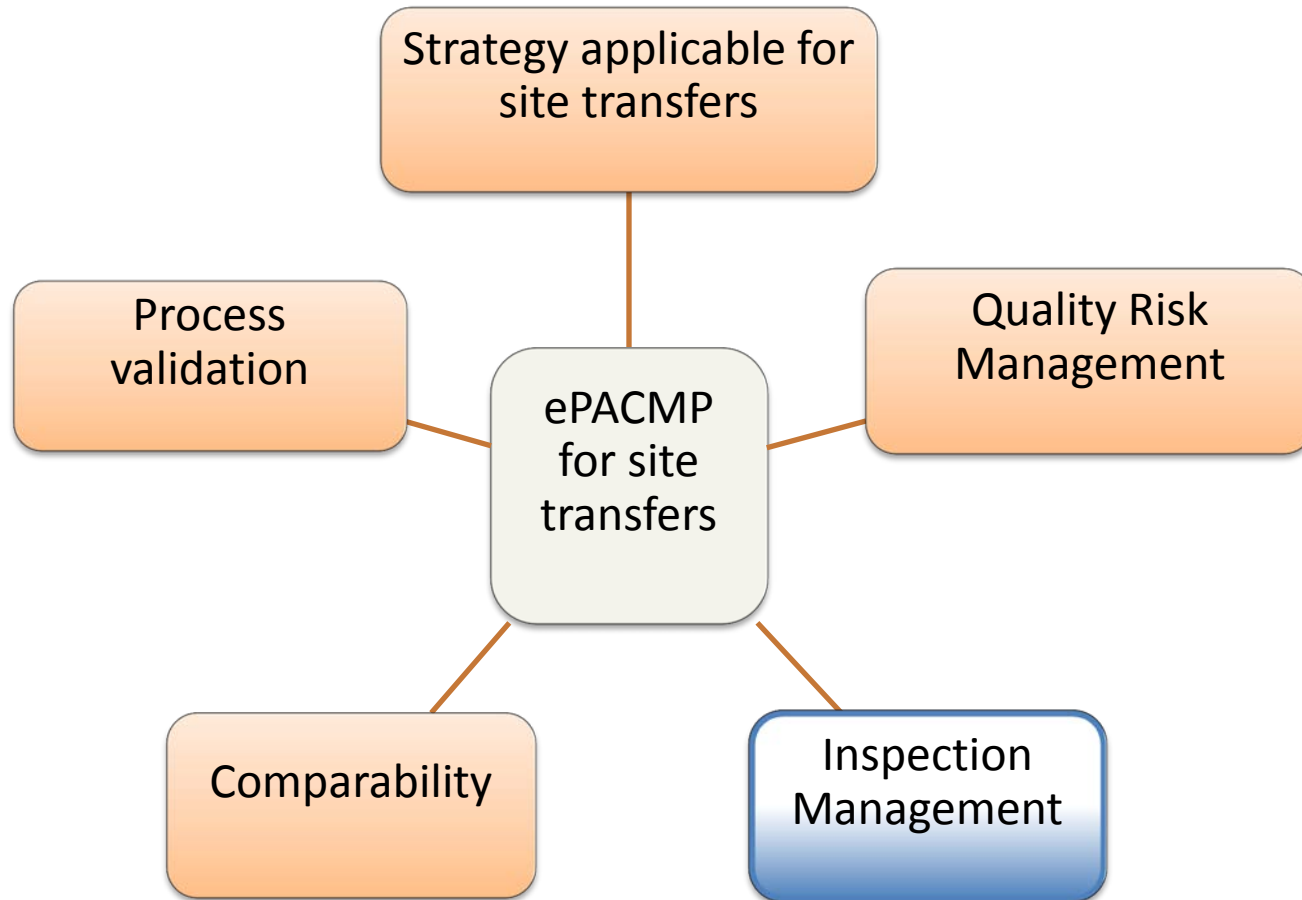 Strategy applicable for
site transfers
Process
validation
Quality Risk
Management
ePACMP
for site
transfers
Comparability
Inspection
Management